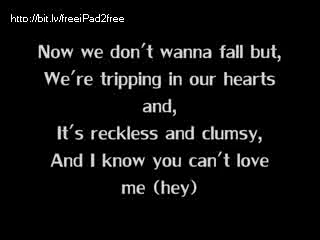 http://bit.lv/freeiPad2free
Now we don't wanna fall but,
We're tripping in our hearts
and,
It's reckless and clumsy,
And I know you can't love
me (hey)